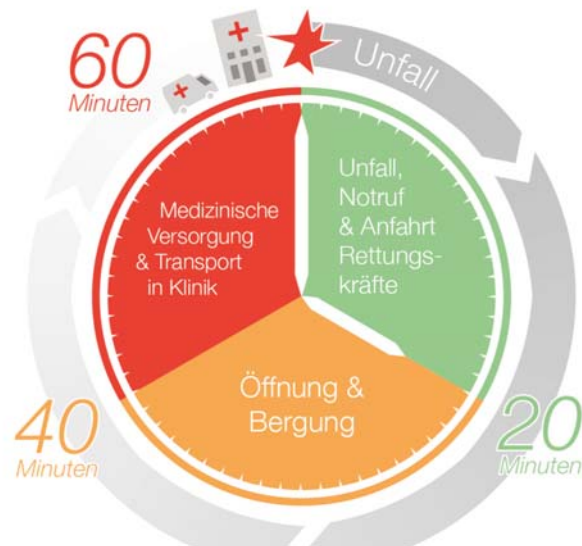 Unfall
60
Minuten
Unfall,
Notruf
& Anfahrt
Rettungs-
kräfte
Medizinische
Versorgung
& Transport
in Klinik
Öffnung &
Bergung
40
Minuten
20
Minuten